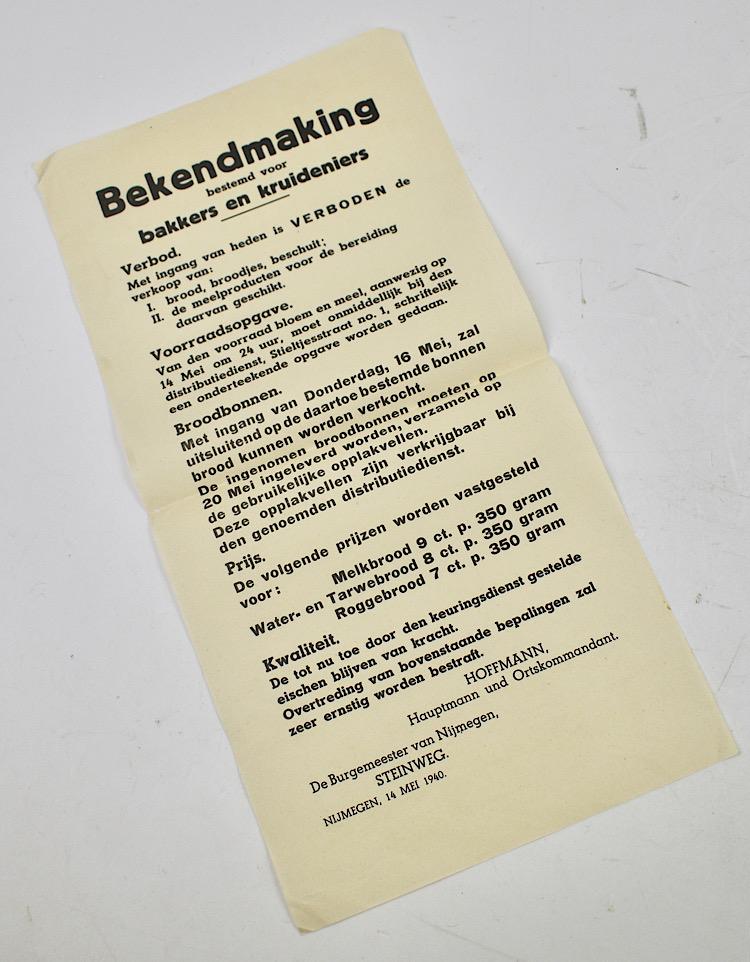 Bekendmaking
bestemd voor
bakkers en kruideniers
Verbod.
Met ingang van heden is VERBODEN de
verkoop van:
I. brood, broodjes, beschuit;
II. de meelproducten voor de bereiding
daarvan geschikt.
Voorraadsopgave.
Van den voorraad bloem en meel, aanwezig op
14 Mei om 24 uur, moet onmiddellijk bij den
distributiedienst, Stieltjesstraat no. 1, schriftelijk
een onderteekende opgave worden gedaan.
Broodbonnen.
Met ingang van Donderdag, 16 Mei, zal
uitsluitend op de daartoe bestemde bonnen
brood kunnen worden verkocht.
De ingenomen broodbonnen moeten op
20 Mei ingeleverd worden, verzameld op
de gebruikelijke opplakvellen.
Deze opplakvellen zijn verkrijgbaar bij
den genoemden distributiedienst.
Prijs.
De volgende prijzen worden vastgesteld
voor: Melkbrood 9 ct. p. 350 gram
Water- en Tarwebrood 8 ct. p. 350 gram
Roggebrood 7 ct. p. 350 gram
Kwaliteit.
De tot nu toe door den keuringsdienst gestelde
eischen blijven van kracht.
Overtreding van bovenstaande bepalingen zal
zeer ernstig worden bestraft.
HOFFMANN,
Hauptmann und Ortskommandant.
De Burgemeester van Nijmegen,
STEINWEG.
NIJMEGEN, 14 MEI 1940.